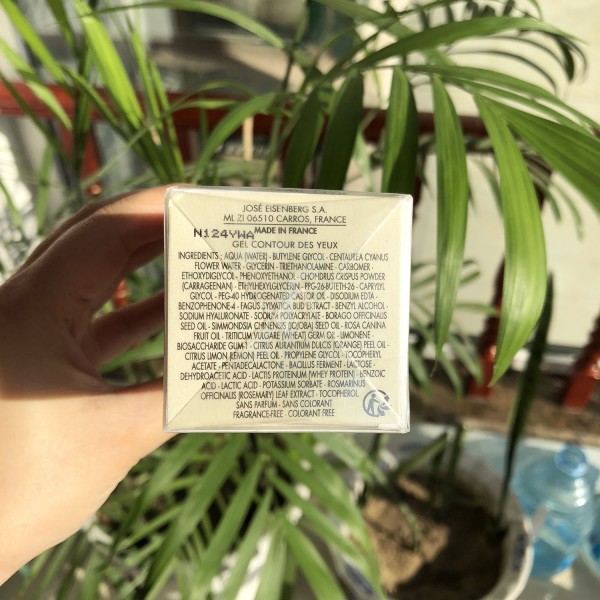 JOSÉ EISENBERG S.A.
ML ZI 06510 CARROS, FRANCE
MADE IN FRANCE
N124YWA
GEL CONTOUR DES YEUX
INGREDIENTS : AQUA (WATER) - BUTYLENE GLYCOL - CENTAUREA CYANUS
FLOWER WATER - GLYCERIN - TRIETHANOLAMINE - CARBOMER -
ETHOXYDIGLYCOL - PHENOXYETHANOL - CHONDRUS CRISPUS POWDER
(CARRAGEENAN) - ETHYLHEXYLGLYCERIN - PPG-26-BUTETH-26 - CAPRYLYL
GLYCOL - PEG-40 HYDROGENATED CASTOR OIL - DISODIUM EDTA -
BENZOPHENONE-4 - FAGUS SYLVATICA BUD EXTRACT - BENZYL ALCOHOL -
SODIUM HYALURONATE - SODIUM POLYACRYLATE - BORAGO OFFICINALIS
SEED OIL - SIMMONDSIA CHINENSIS (JOJOBA) SEED OIL - ROSA CANINA
FRUIT OIL - TRITICUM VULGARE (WHEAT) GERM OIL - LIMONENE -
BIOSACCHARIDE GUM-1 - CITRUS AURANTIUM DULCIS (ORANGE) PEEL OIL -
CITRUS LIMON (LEMON) PEEL OIL - PROPYLENE GLYCOL - TOCOPHERYL
ACETATE - PENTADECALACTONE - BACILLUS FERMENT - LACTOSE -
DEHYDROACETIC ACID - LACTIS PROTEINUM (WHEY PROTEIN) - BENZOIC
ACID - LACTIC ACID - POTASSIUM SORBATE - ROSMARINUS
OFFICINALIS (ROSEMARY) LEAF EXTRACT - TOCOPHEROL.
SANS PARFUM - SANS COLORANT
FRAGRANCE-FREE - COLORANT FREE